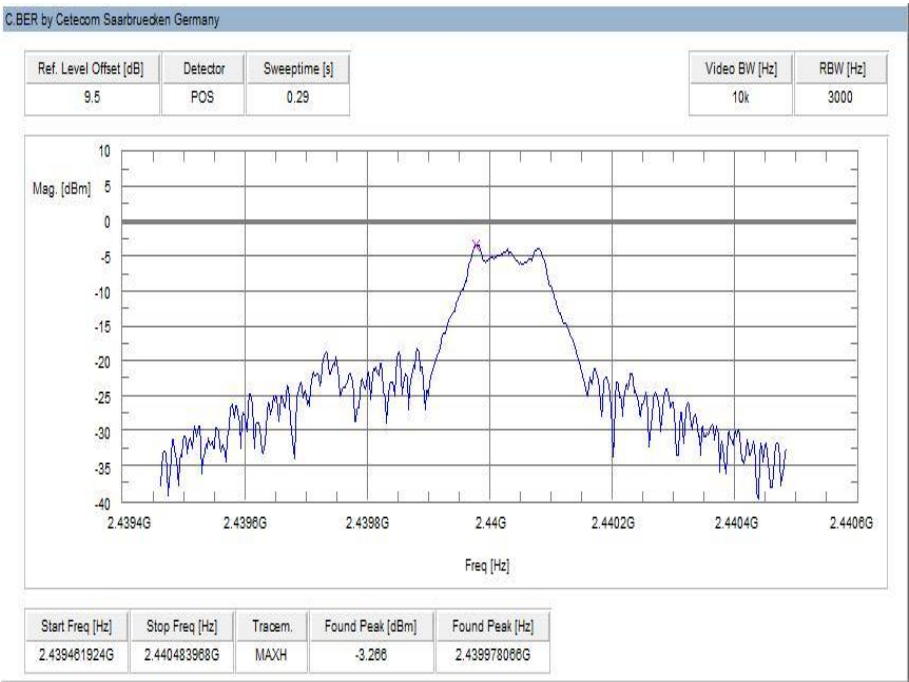 C.BER by Cetecom Saarbruecken Germany
Ref. Level Offset [dB] Detector Sweeptime [s] Video BW [Hz] RBW [Hz]
9.5 POS 0.29 10k 3000
Mag. [dBm]
10
5
0
-5
-10
-15
-20
-25
-30
-35
-40
2.4394G 2.4396G 2.4398G 2.44G 2.4402G 2.4404G 2.4406G
Freq [Hz]
Start Freq [Hz] Stop Freq [Hz] Tracem. Found Peak [dBm] Found Peak [Hz]
2.439461924G 2.440483968G MAXH -3.266 2.439978066G